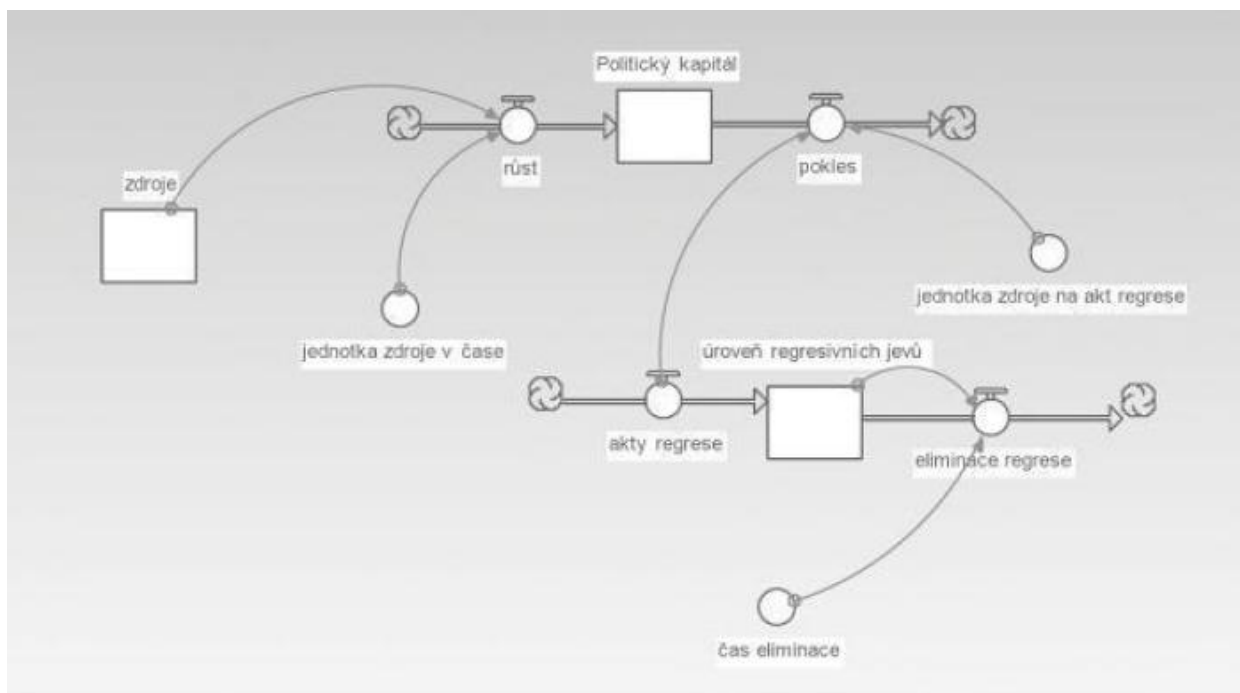 Politický kapitál
růst
pokles
zdroje
jednotka zdroje na akt regrese
jednotka zdroje v čase
úroveň regresivních jevů
akty regrese
eliminace regrese
čas eliminace